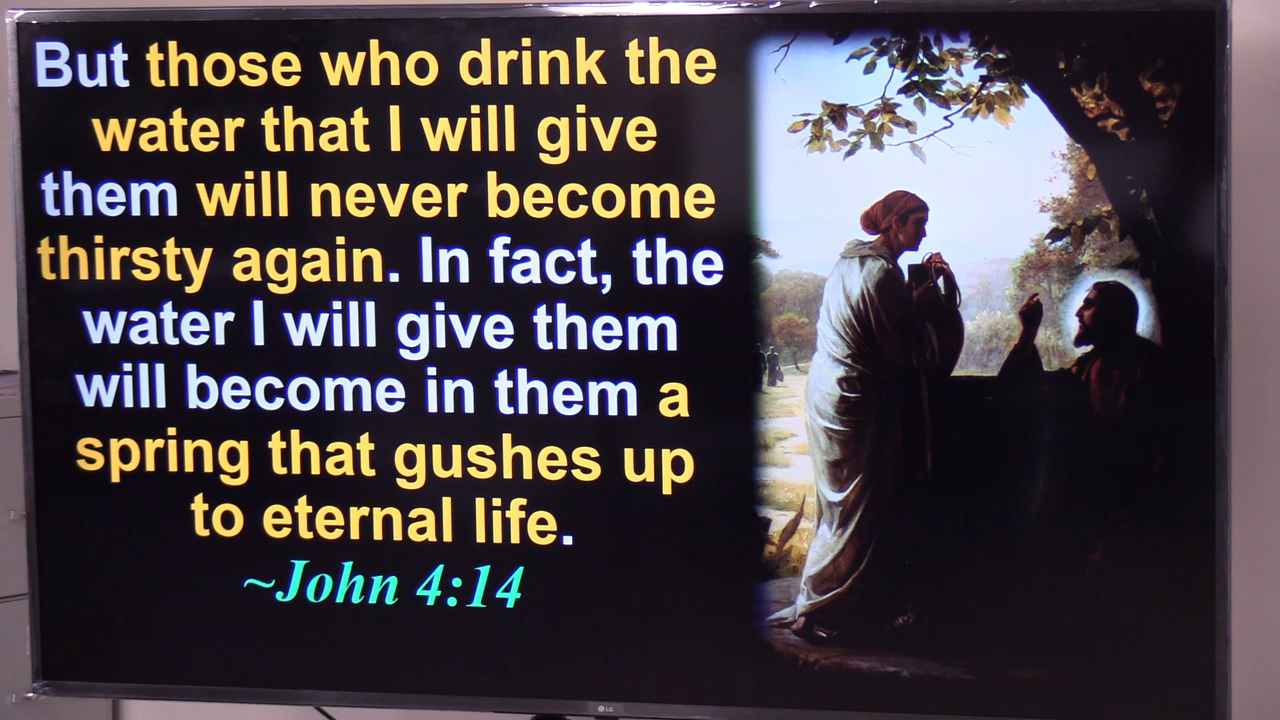 But those who drink the
water that I will give
them will never become
thirsty again. In fact, the
water I will give them
will become in them a
spring that gushes up
to eternal life.
~John 4:14
LG